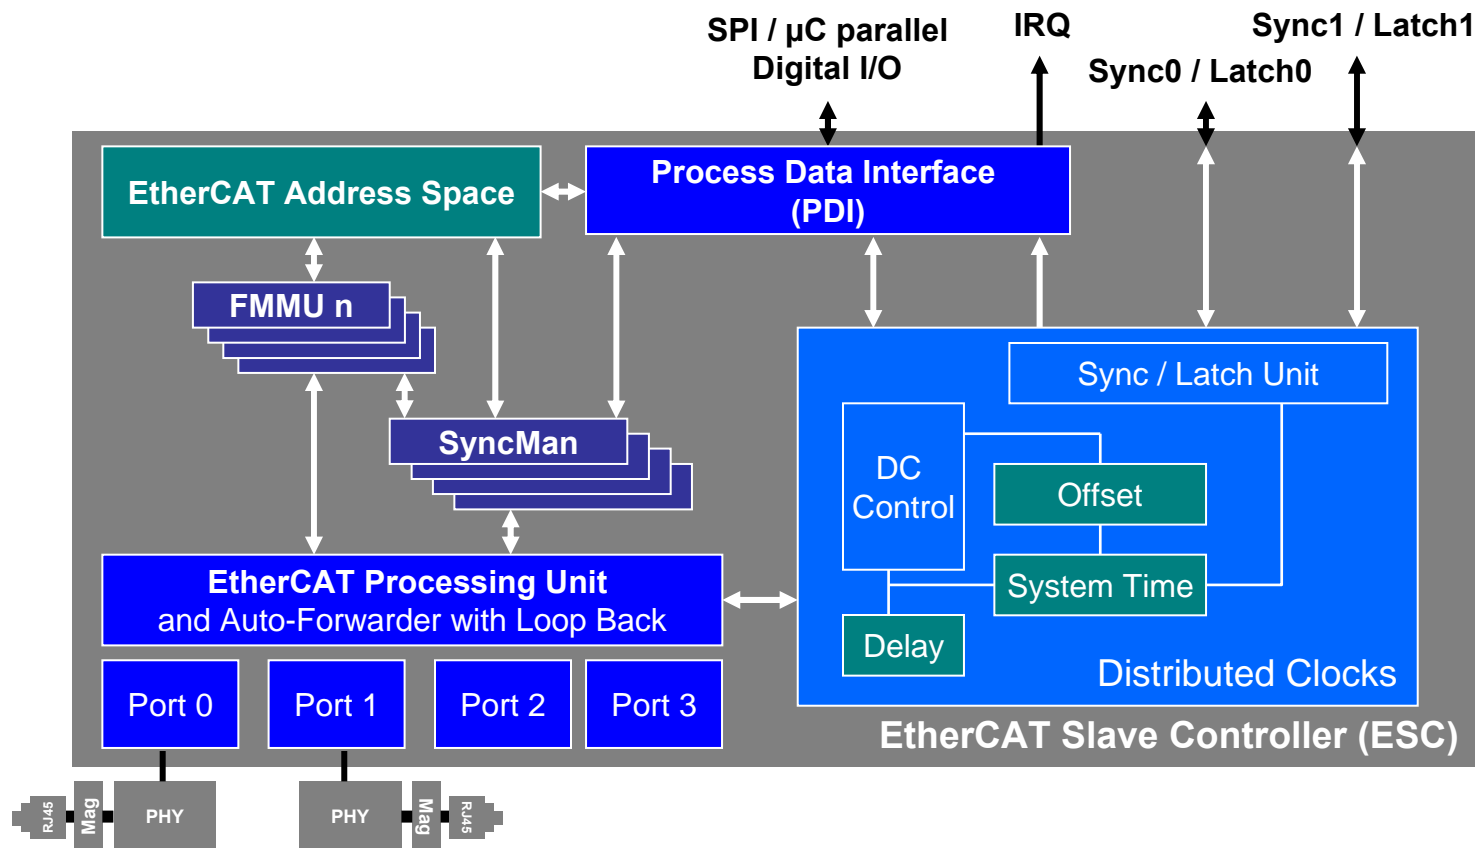 SPI / µC parallel
Digital I/O
IRQ
Sync0 / Latch0
Sync1 / Latch1
EtherCAT Address Space
Process Data Interface
(PDI)
FMMU n
SyncMan
Sync / Latch Unit
DC
Control
Offset
System Time
Delay
Distributed Clocks
EtherCAT Processing Unit
and Auto-Forwarder with Loop Back
Port 0
Port 1
Port 2
Port 3
EtherCAT Slave Controller (ESC)
RJ45
Mag
PHY
PHY
Mag
RJ45